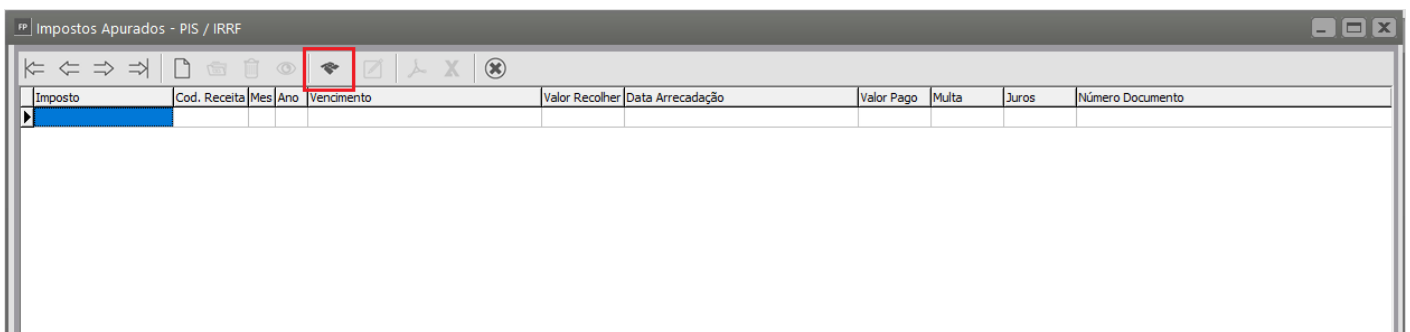 FP Impostos Apurados - PIS / IRRF
Imposto Cod. Receita Mes Ano Vencimento Valor Recolher Data Arrecadação Valor Pago Multa Juros Número Documento